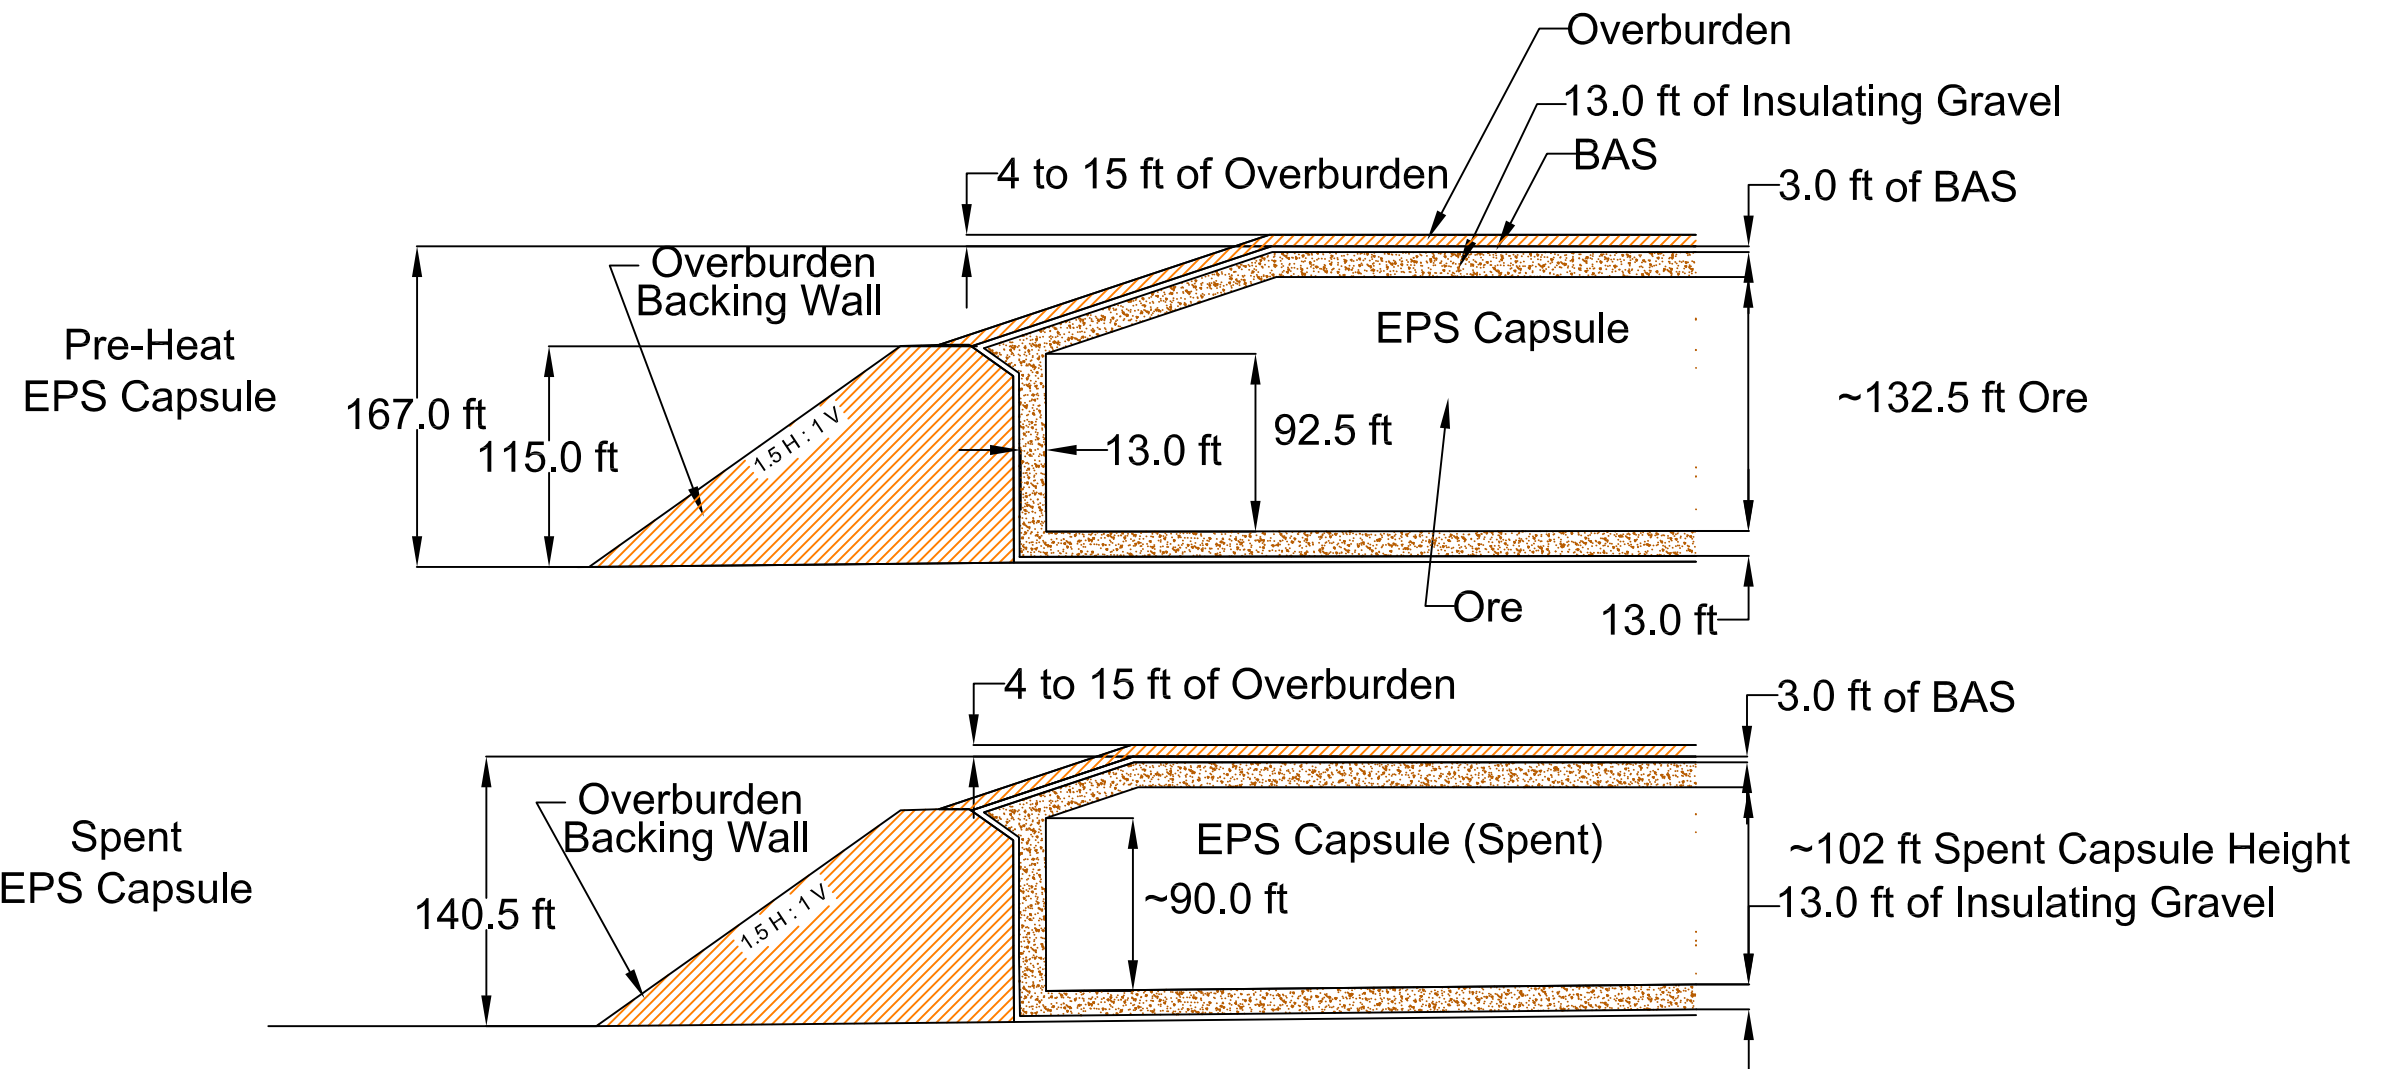 Overburden
13.0 ft of Insulating Gravel
BAS
4 to 15 ft of Overburden
3.0 ft of BAS
Overburden
Backing Wall
EPS Capsule
Pre-Heat
EPS Capsule
167.0 ft
115.0 ft
1.5 H : 1 V
13.0 ft
92.5 ft
~132.5 ft Ore
Ore
13.0 ft
4 to 15 ft of Overburden
3.0 ft of BAS
Overburden
Backing Wall
Spent
EPS Capsule
EPS Capsule (Spent)
~102 ft Spent Capsule Height
13.0 ft of Insulating Gravel
140.5 ft
1.5 H : 1 V
~90.0 ft